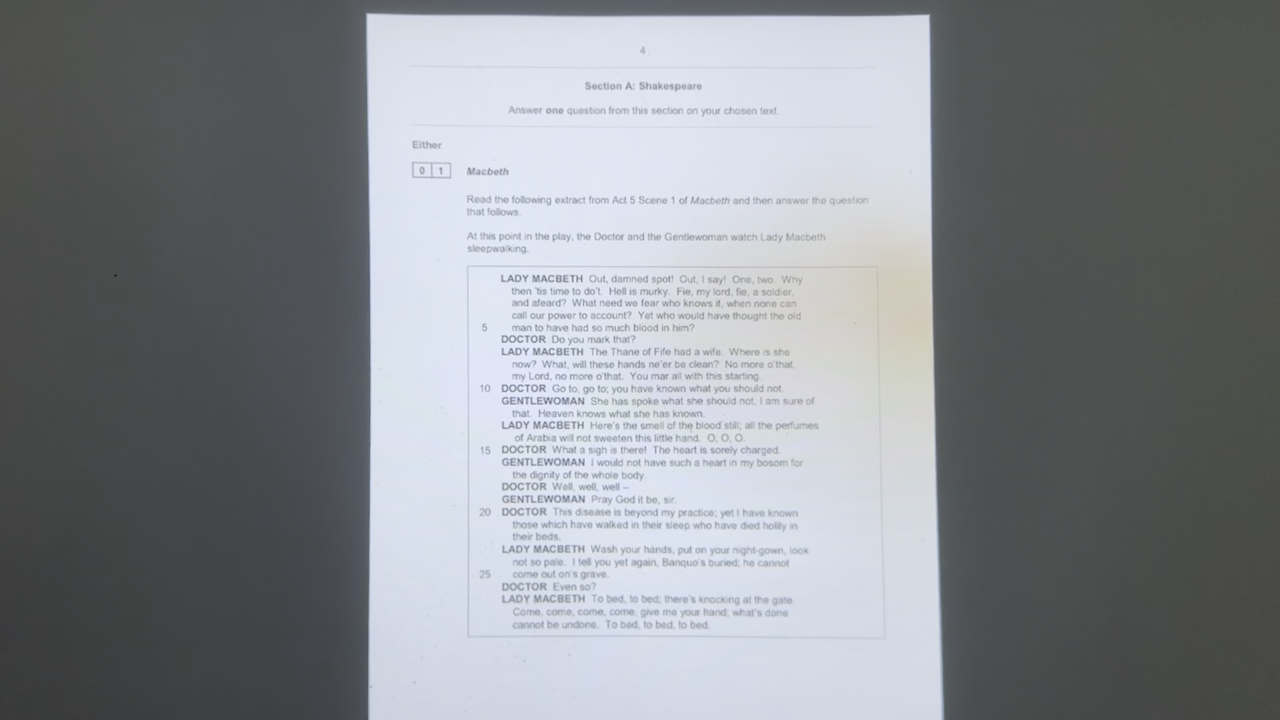 4
Section A: Shakespeare
Answer one question from this section on your chosen text.
Either
0 1 Macbeth
Read the following extract from Act 5 Scene 1 of Macbeth and then answer the question
that follows.
At this point in the play, the Doctor and the Gentlewoman watch Lady Macbeth
sleepwalking.
LADY MACBETH Out, damned spot! Out, I say! One, two. Why
then 'tis time to do't. Hell is murky. Fie, my lord, fie, a soldier,
and afeard? What need we fear who knows it, when none can
call our power to account? Yet who would have thought the old
5 man to have had so much blood in him?
DOCTOR Do you mark that?
LADY MACBETH The Thane of Fife had a wife. Where is she
now? What, will these hands ne'er be clean? No more o'that,
my Lord, no more o'that. You mar all with this starting.
10 DOCTOR Go to, go to; you have known what you should not.
GENTLEWOMAN She has spoke what she should not, I am sure of
that. Heaven knows what she has known.
LADY MACBETH Here's the smell of the blood still; all the perfumes
of Arabia will not sweeten this little hand. O, O, O.
15 DOCTOR What a sigh is there! The heart is sorely charged.
GENTLEWOMAN I would not have such a heart in my bosom for
the dignity of the whole body.
DOCTOR Well, well, well –
GENTLEWOMAN Pray God it be, sir.
20 DOCTOR This disease is beyond my practice; yet I have known
those which have walked in their sleep who have died holily in
their beds.
LADY MACBETH Wash your hands, put on your night-gown, look
not so pale. I tell you yet again, Banquo's buried; he cannot
25 come out on's grave.
DOCTOR Even so?
LADY MACBETH To bed, to bed; there's knocking at the gate.
Come, come, come, come, give me your hand; what's done
cannot be undone. To bed, to bed, to bed.